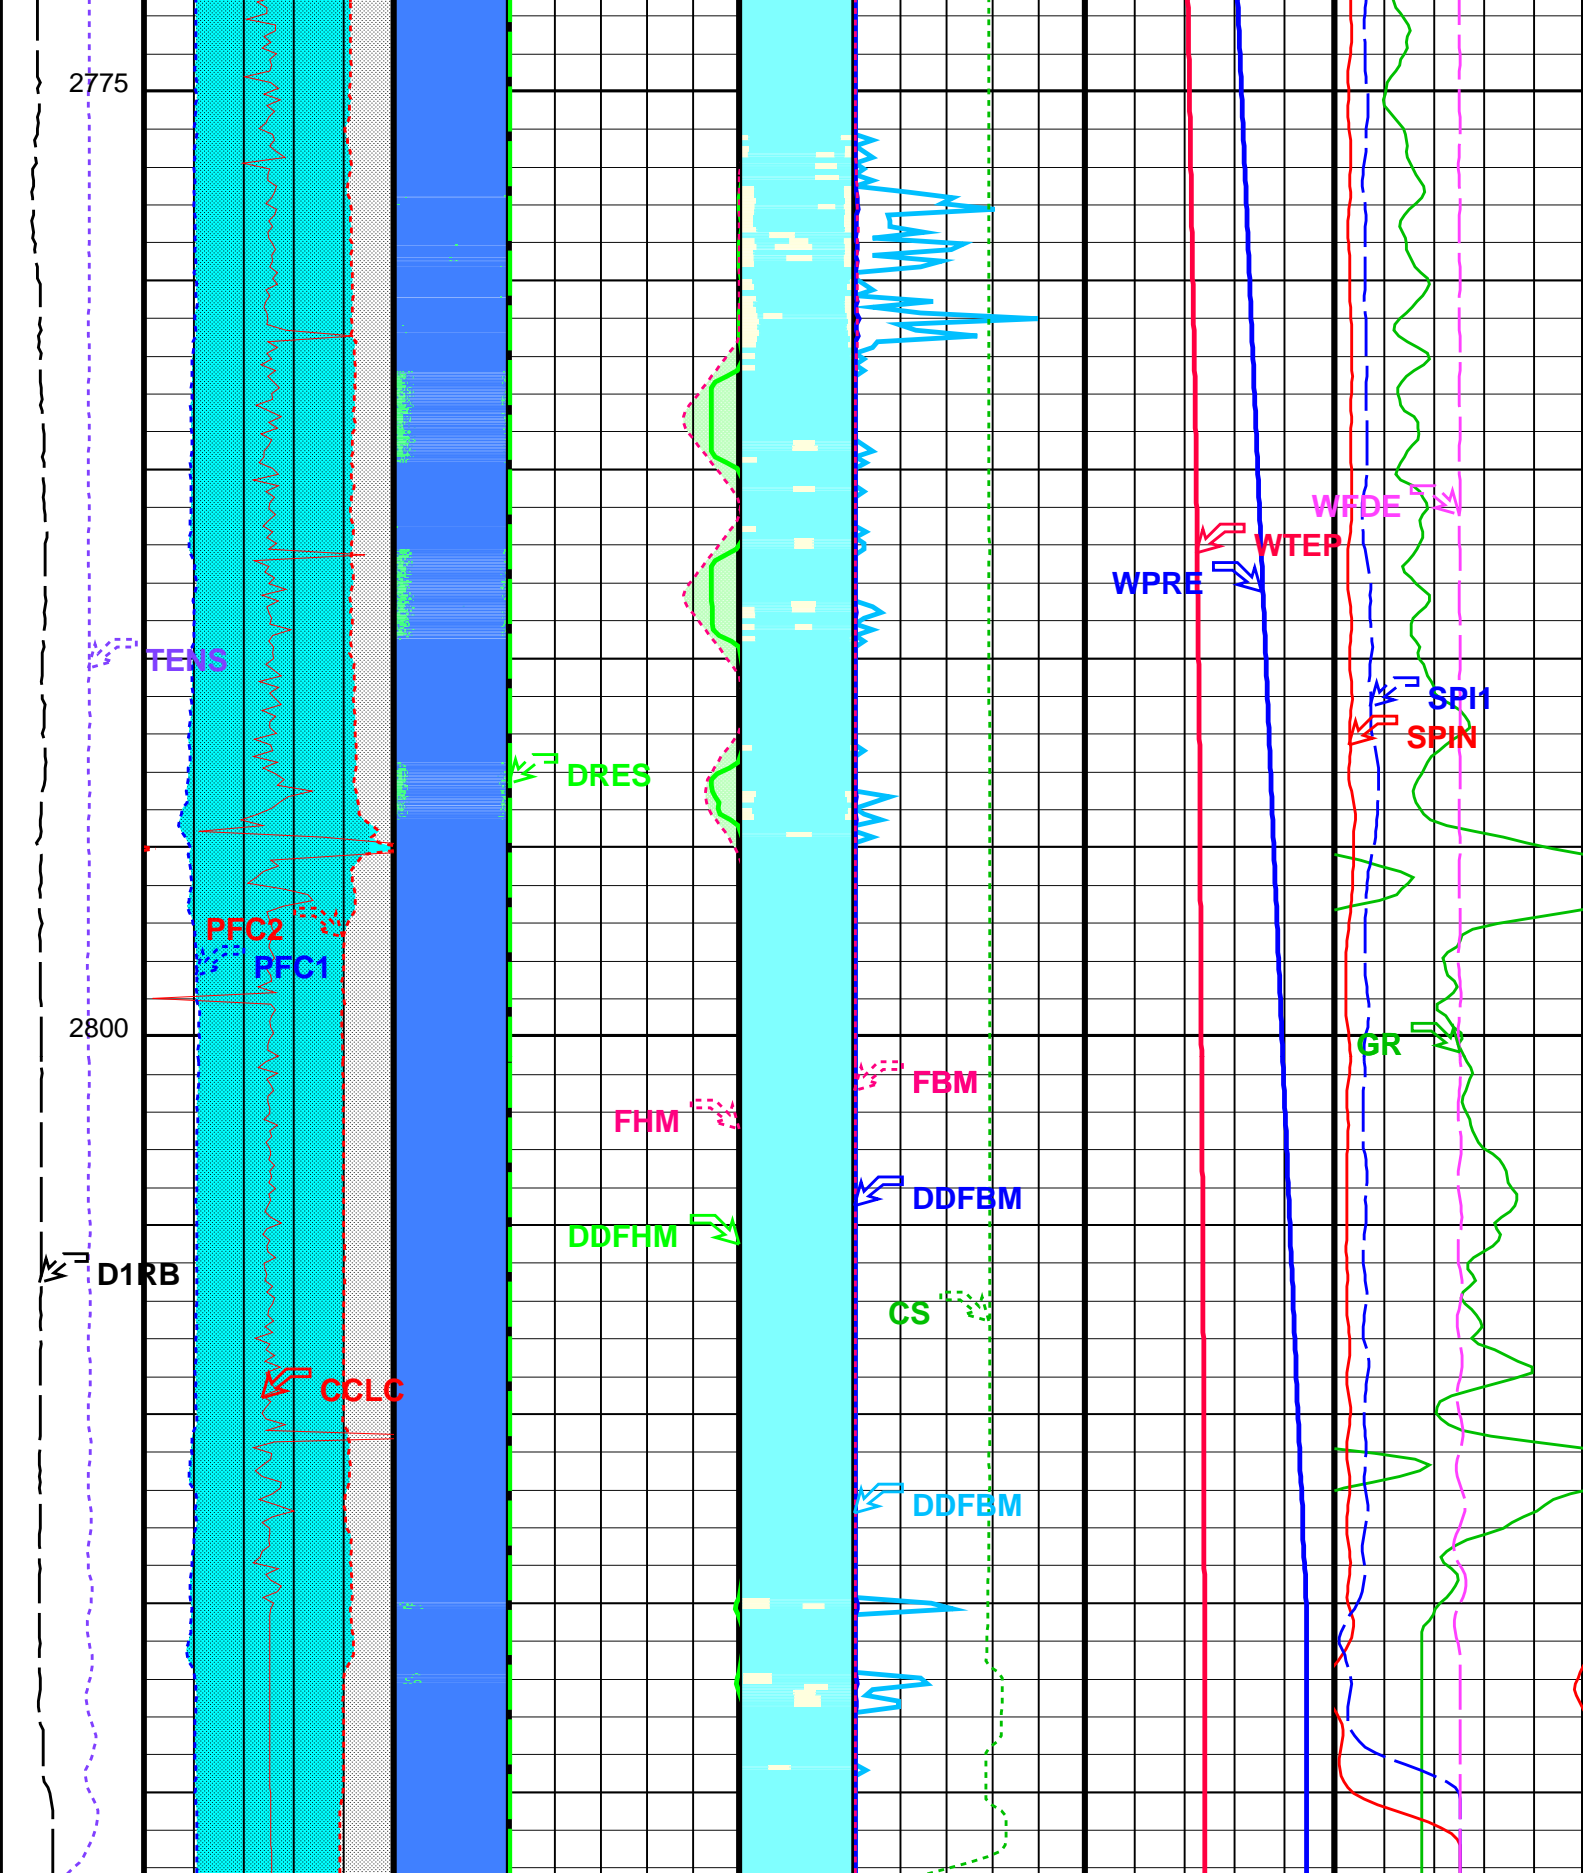 2775
WFDE
WTEP
WPRE
TENS
SPI1
SPIN
DRES
PFC2
PFC1
2800
GR
FBM
FHM
DDFBM
DDFHM
D1RB
CS
CCLC
DDFBM